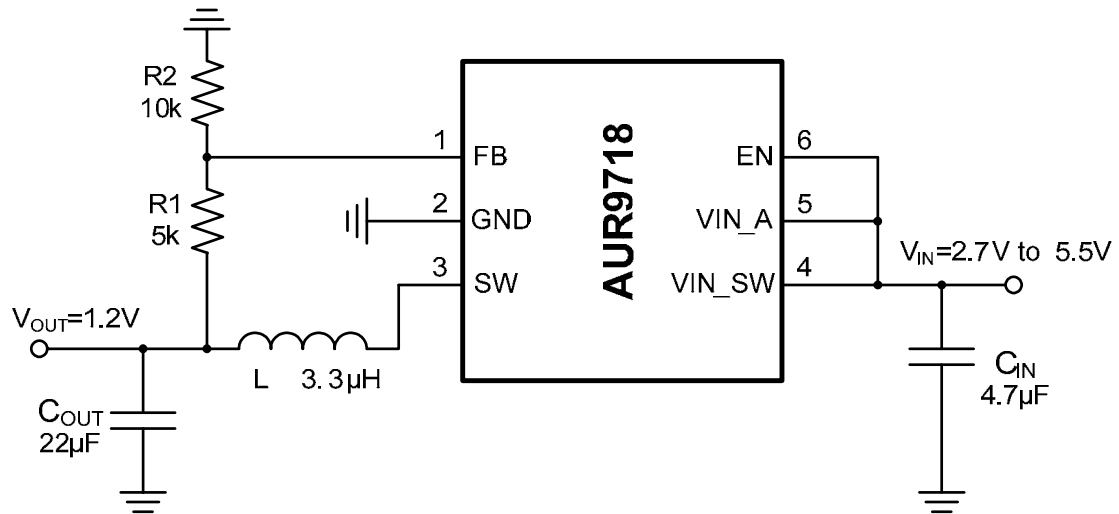 R2
10k
1
FB
R1
5k
2
GND
3
SW
AUR9718
EN
6
VIN_A
5
VIN_SW
4
V_IN=2.7V to 5.5V
V_OUT=1.2V
L 3.3μH
C_OUT
22μF
C_IN
4.7μF